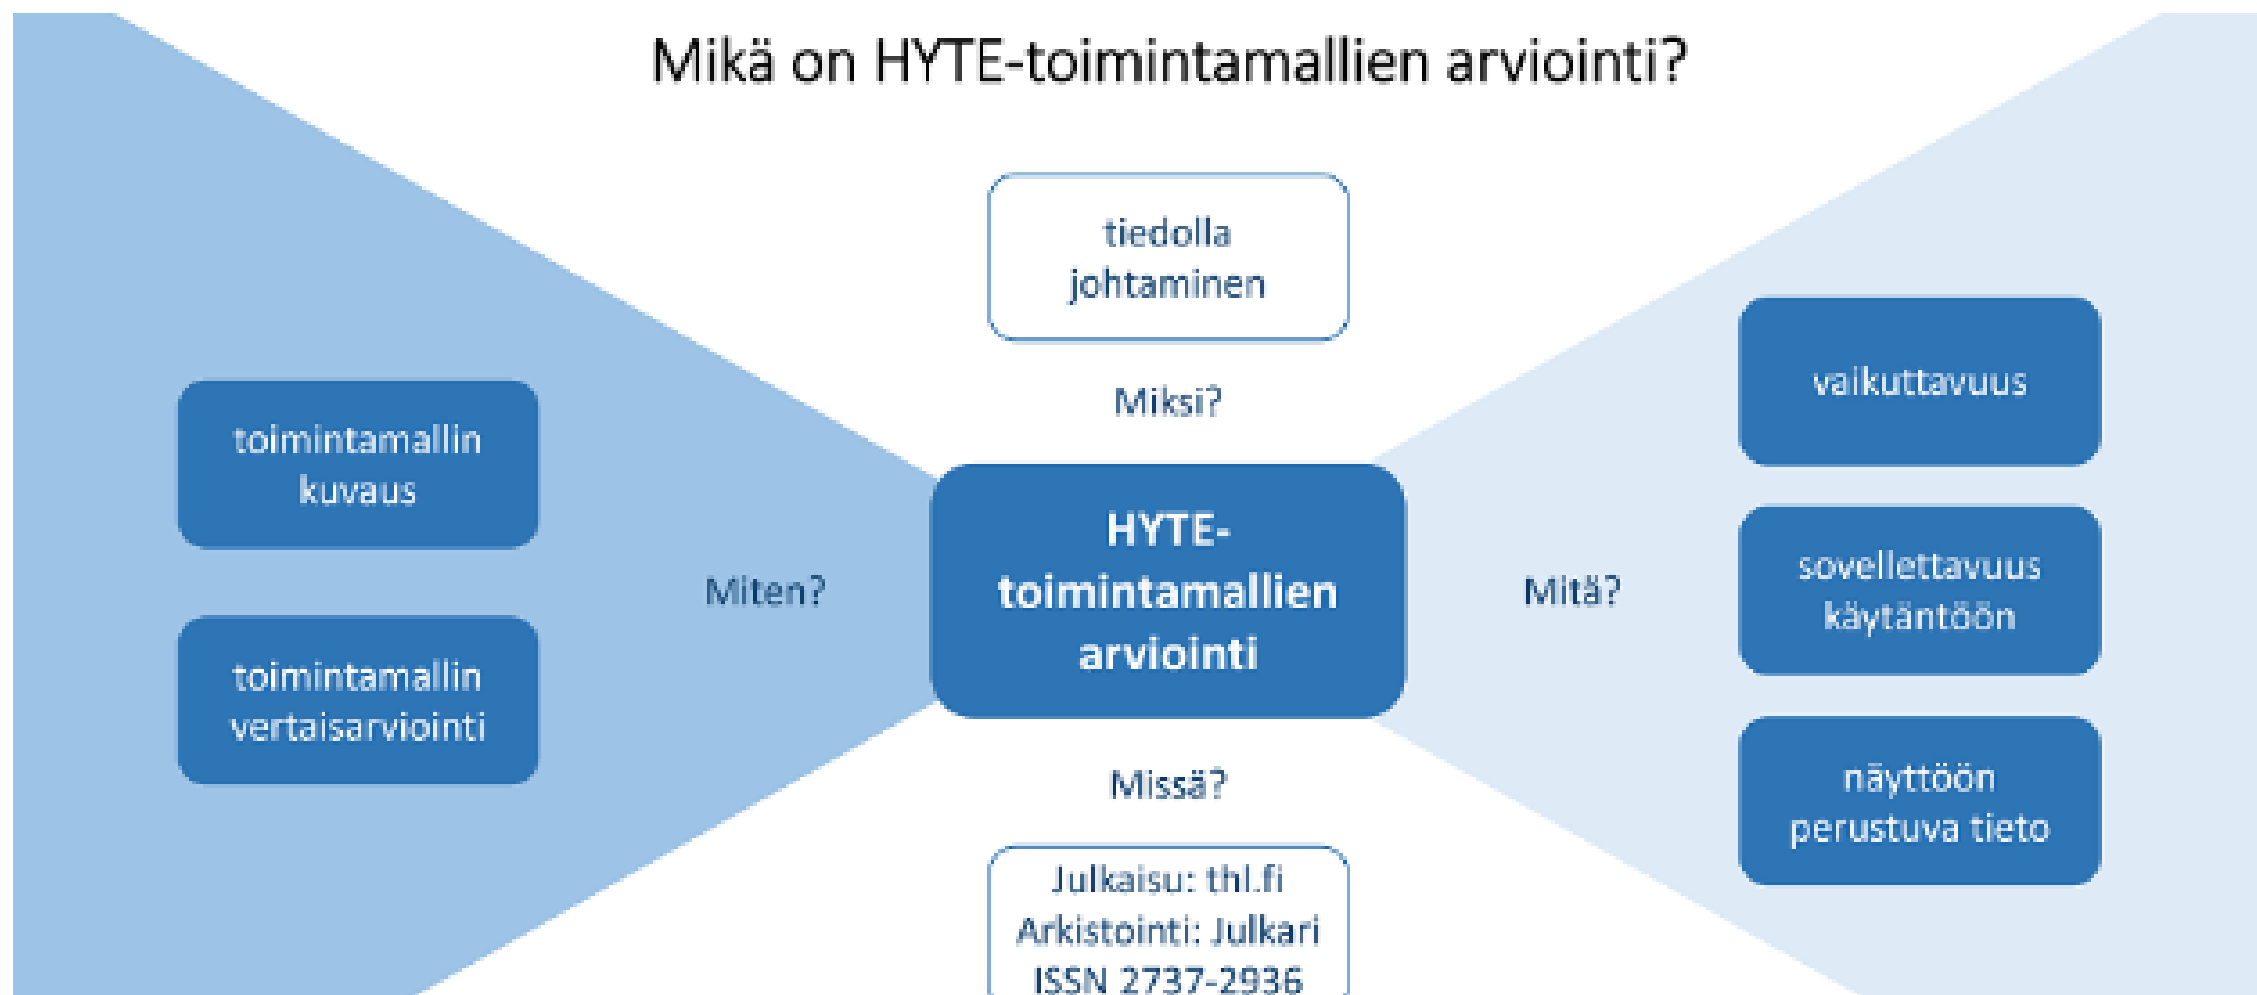 Mikä on HYTE-toimintamallien arviointi?
tiedolla
johtaminen
Miksi?
toimintamallin
kuvaus
toimintamallin
vertaisarviointi
Miten?
HYTE-
toimintamallien
arviointi
Mitä?
vaikuttavuus
sovellettavuus
käytäntöön
näyttöön
perustuva tieto
Missä?
Julkaisu: thl.fi
Arkistointi: Julkari
ISSN 2737-2936